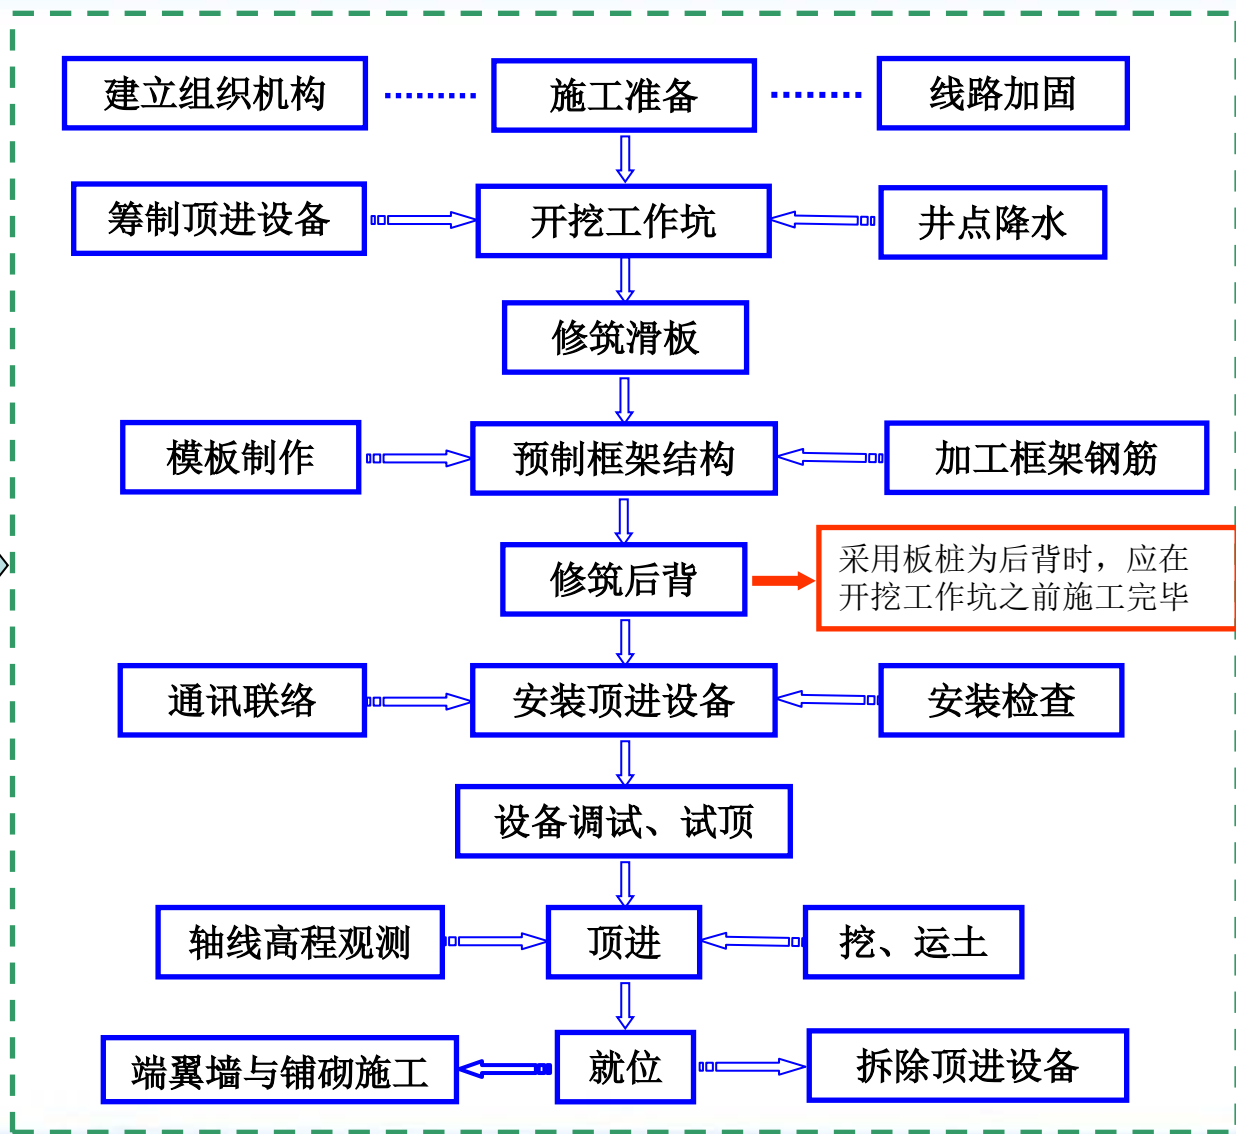 建立组织机构
施工准备
线路加固
筹制顶进设备
开挖工作坑
井点降水
修筑滑板
模板制作
预制框架结构
加工框架钢筋
修筑后背
采用板桩为后背时，应在
开挖工作坑之前施工完毕
通讯联络
安装顶进设备
安装检查
设备调试、试顶
轴线高程观测
顶进
挖、运土
端翼墙与铺砌施工
就位
拆除顶进设备